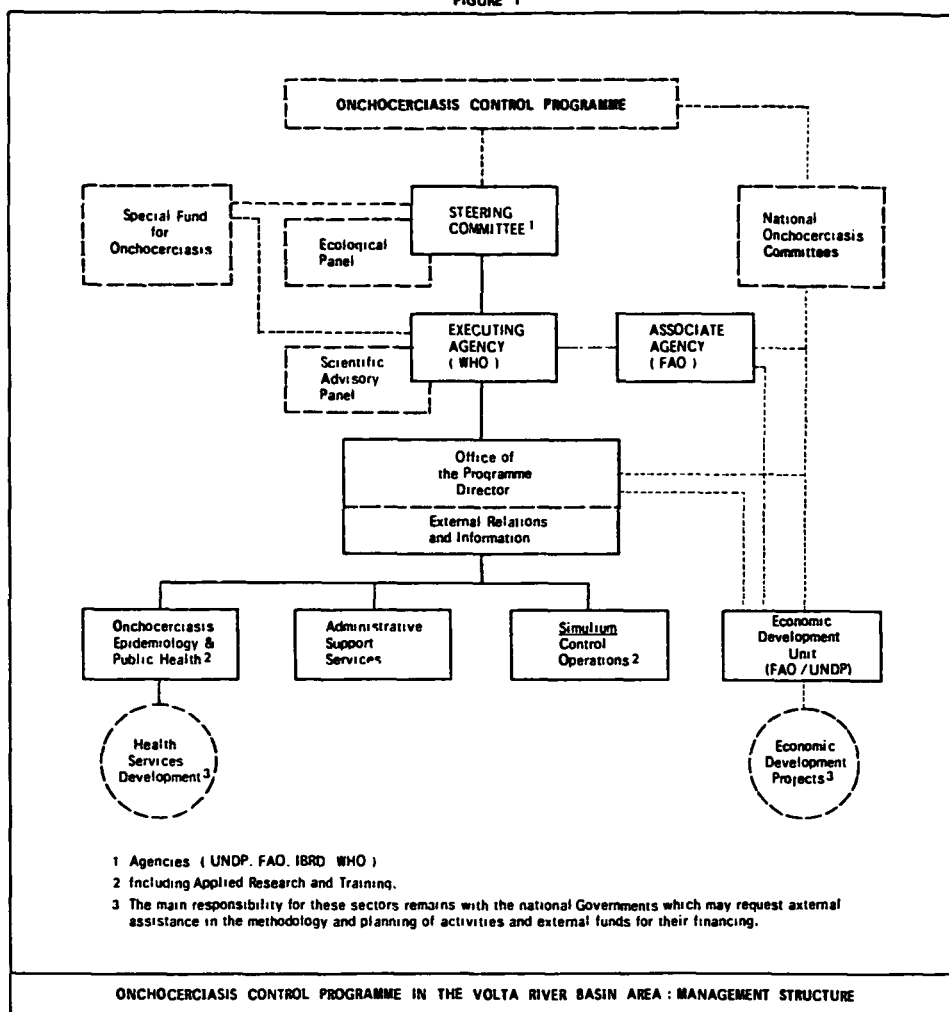 FIGURE 1
ONCHOCERCIASIS CONTROL PROGRAMME
Special Fund
for
Onchocerciasis
Ecological
Panel
STEERING
COMMITTEE 1
National
Onchocerciasis
Committees
Scientific
Advisory
Panel
EXECUTING
AGENCY
( WHO )
ASSOCIATE
AGENCY
( FAO )
Office of
the Programme
Director
External Relations
and Information
Onchocerciasis
Epidemiology &
Public Health 2
Administrative
Support
Services
Simulium
Control
Operations 2
Economic
Development
Unit
(FAO / UNDP)
Health
Services
Development 3
Economic
Development
Projects 3
1 Agencies ( UNDP. FAO. IBRD WHO )
2 Including Applied Research and Training.
3 The main responsibility for these sectors remains with the national Governments which may request external
assistance in the methodology and planning of activities and external funds for their financing.
ONCHOCERCIASIS CONTROL PROGRAMME IN THE VOLTA RIVER BASIN AREA : MANAGEMENT STRUCTURE